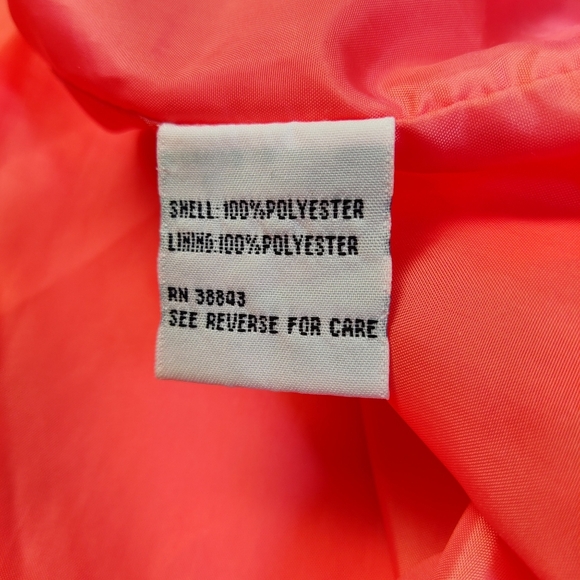 SHELL: 100%POLYESTER
LINING:100%POLYESTER
RN 38843
SEE REVERSE FOR CARE